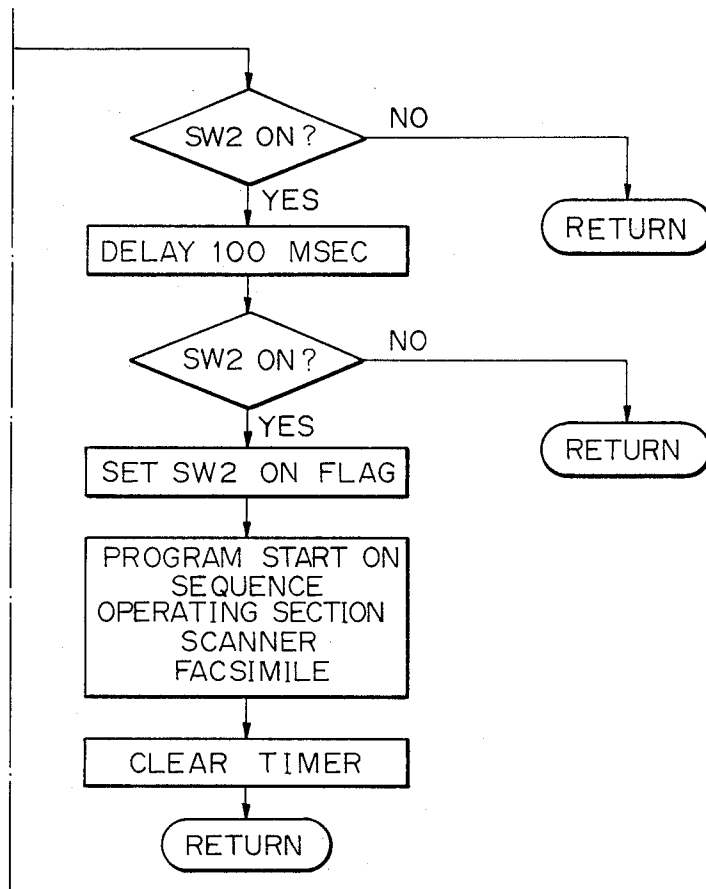 SW2 ON?
NO
YES
RETURN
DELAY 100 MSEC
SW2 ON?
NO
YES
RETURN
SET SW2 ON FLAG
PROGRAM START ON
SEQUENCE
OPERATING SECTION
SCANNER
FACSIMILE
CLEAR TIMER
RETURN